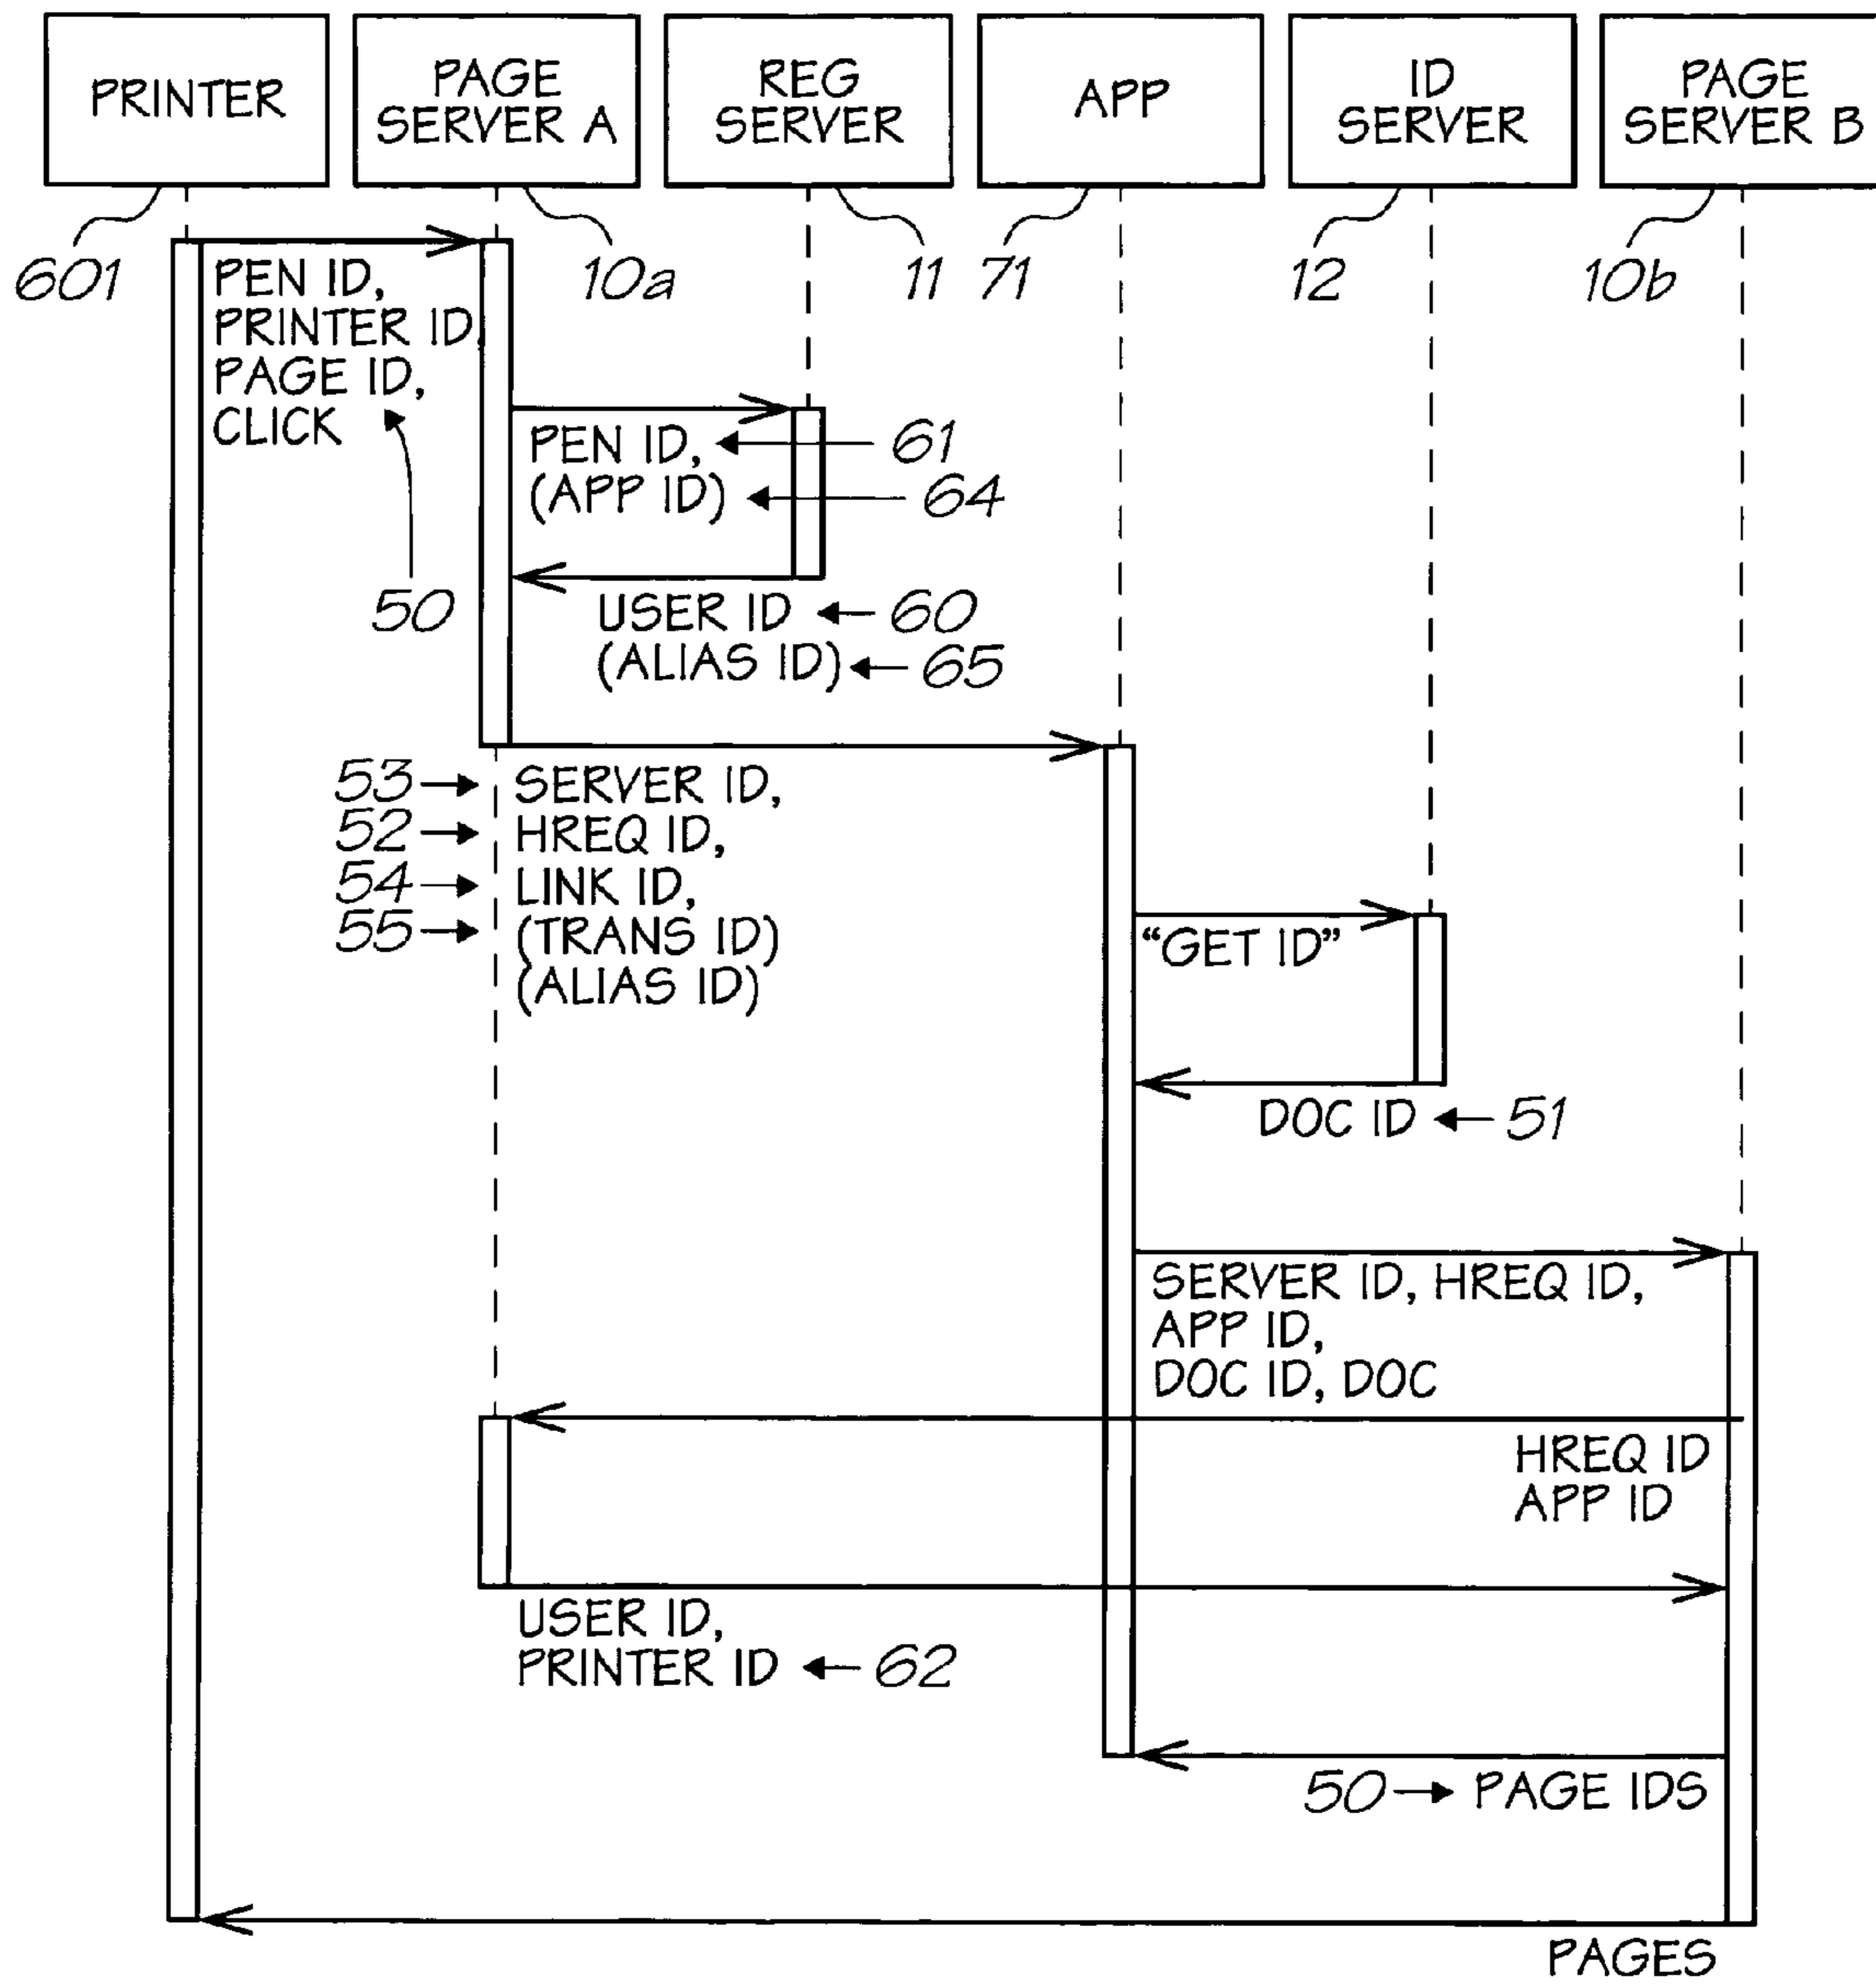 PRINTER
PAGE
SERVER A
REG
SERVER
APP
ID
SERVER
PAGE
SERVER B
601
10a
11
71
12
10b
PEN ID,
PRINTER ID,
PAGE ID,
CLICK
50
PEN ID,
61
(APP ID)
64
USER ID
60
(ALIAS ID)
65
53
SERVER ID,
52
HREQ ID,
54
LINK ID,
55
(TRANS ID)
(ALIAS ID)
"GET ID"
DOC ID
51
SERVER ID, HREQ ID,
APP ID,
DOC ID, DOC
HREQ ID
APP ID
USER ID,
PRINTER ID
62
50
PAGE IDS
PAGES